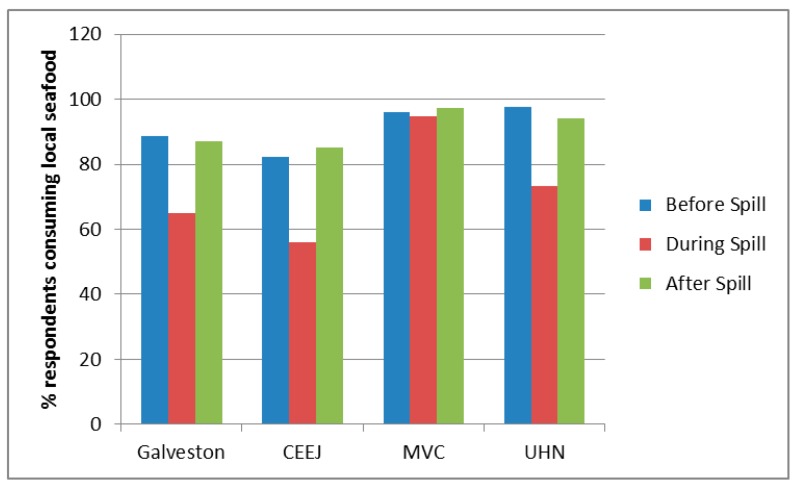 % respondents consuming local seafood
120
100
80
60
40
20
0
Galveston CEEJ MVC UHN
Before Spill
During Spill
After Spill